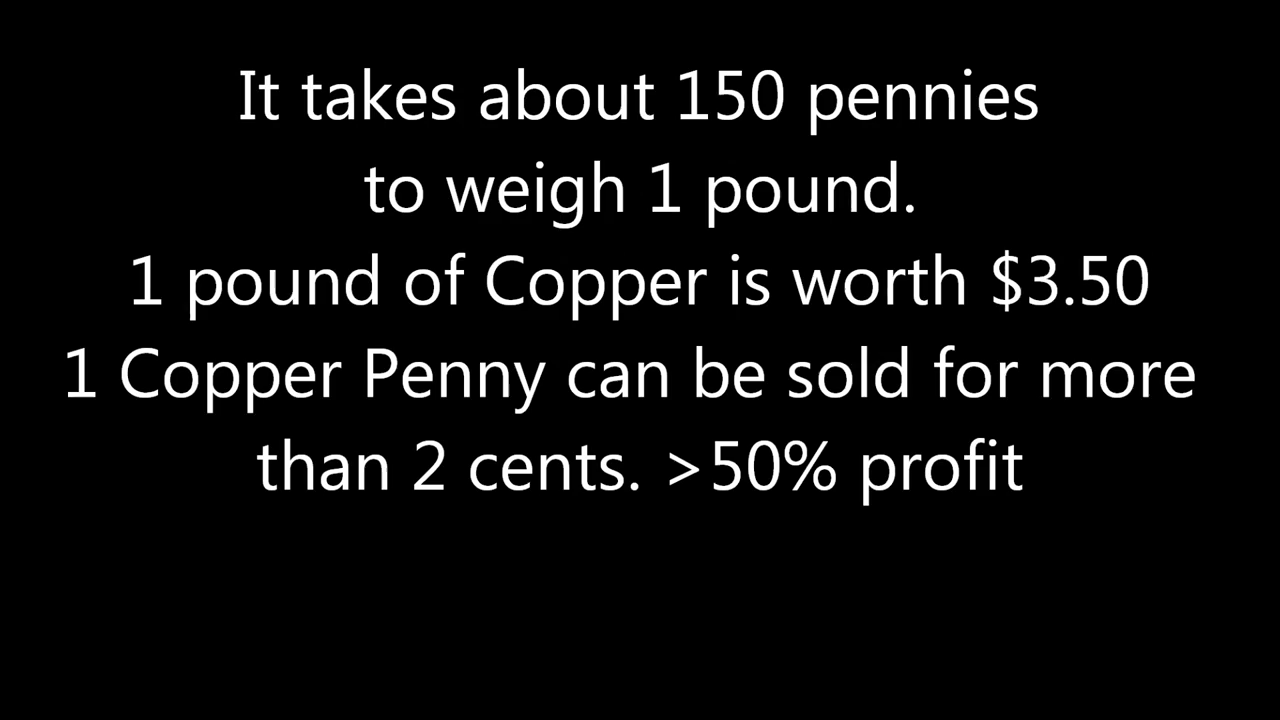 It takes about 150 pennies
to weigh 1 pound.
1 pound of Copper is worth $3.50
1 Copper Penny can be sold for more
than 2 cents. >50% profit